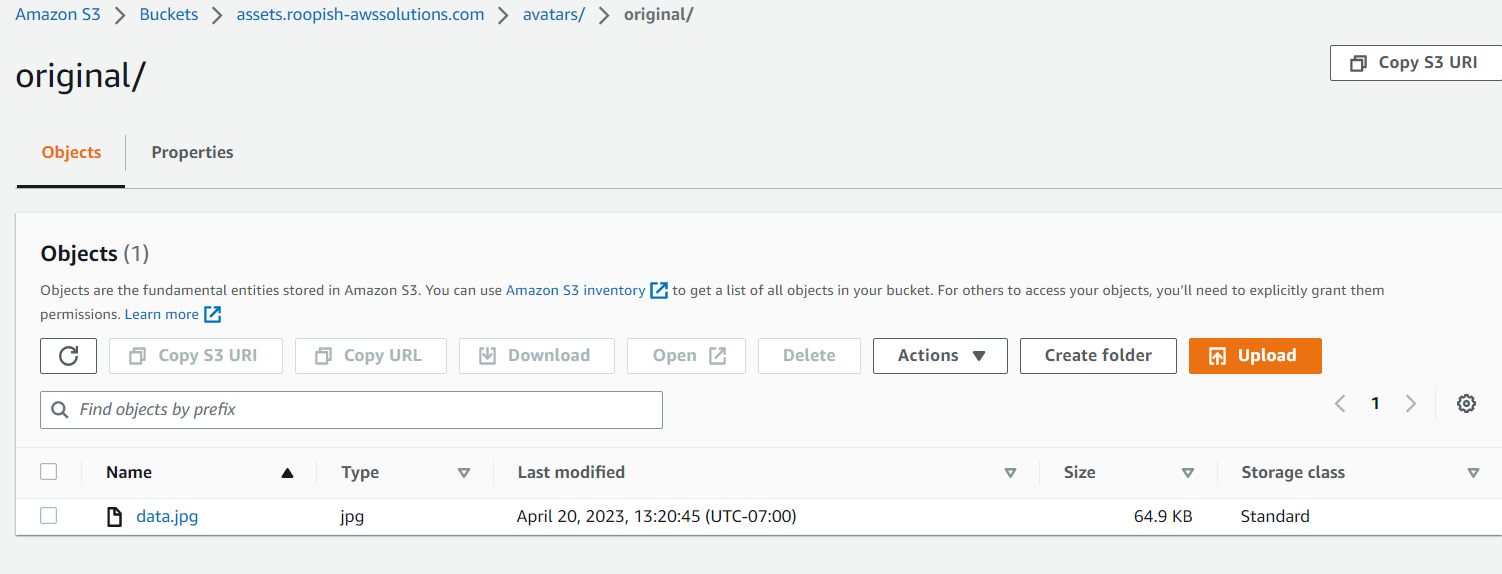 Amazon S3 > Buckets > assets.roopish-awssolutions.com > avatars/ > original/
original/
Copy S3 URI
Objects
Properties
Objects (1)
Objects are the fundamental entities stored in Amazon S3. You can use Amazon S3 inventory to get a list of all objects in your bucket. For others to access your objects, you'll need to explicitly grant them
permissions. Learn more
Copy S3 URI Copy URL Download Open Delete Actions Create folder Upload
Find objects by prefix
1
Name Type Last modified Size Storage class
data.jpg jpg April 20, 2023, 13:20:45 (UTC-07:00) 64.9 KB Standard